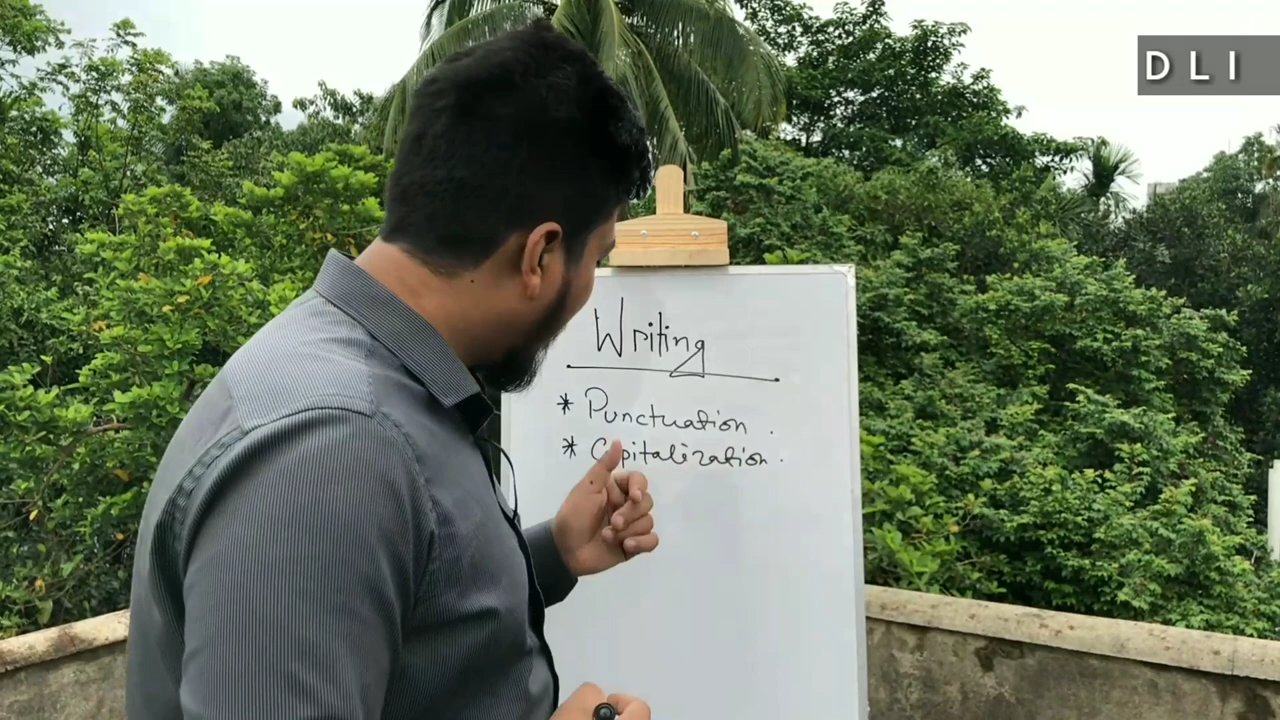 D L I
Writing
* Punctuation .
* Capitalization .